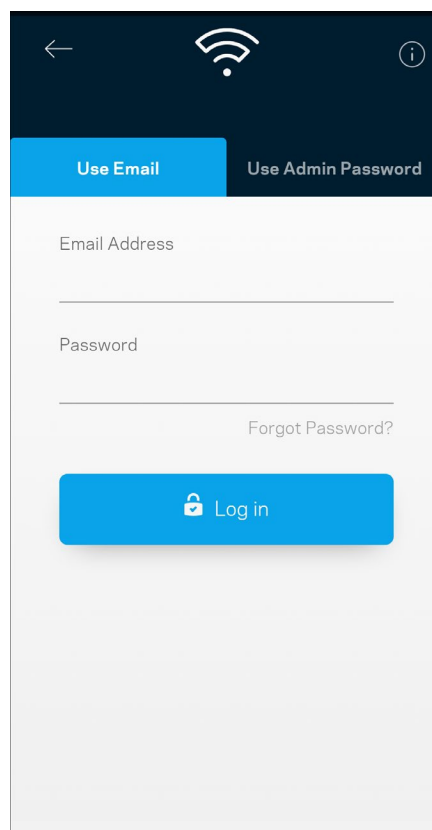 Use Email
Use Admin Password
Email Address
Password
Forgot Password?
Log in